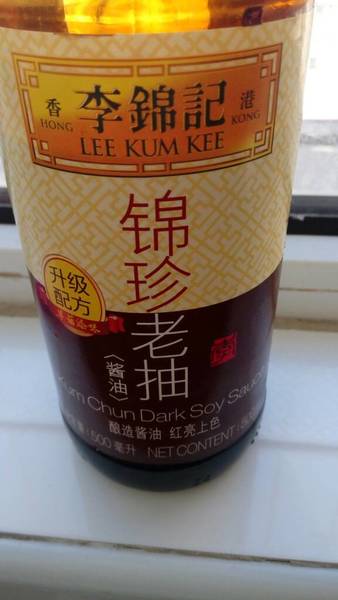 香 李錦記 港
HONG KONG
LEE KUM KEE
锦珍老抽
升级
配方
〈酱油〉
Kum Chun Dark Soy Sauce
酿造酱油 红亮上色
500毫升 NET CONTENT